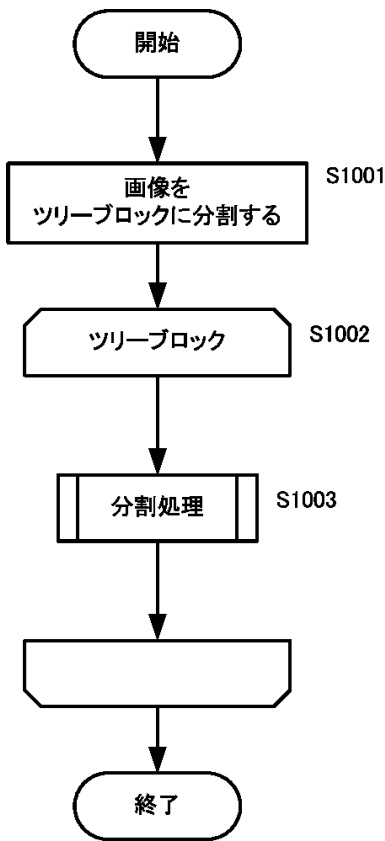 開始
画像を
ツリーブロックに分割する
S1001
ツリーブロック
S1002
分割処理
S1003
終了